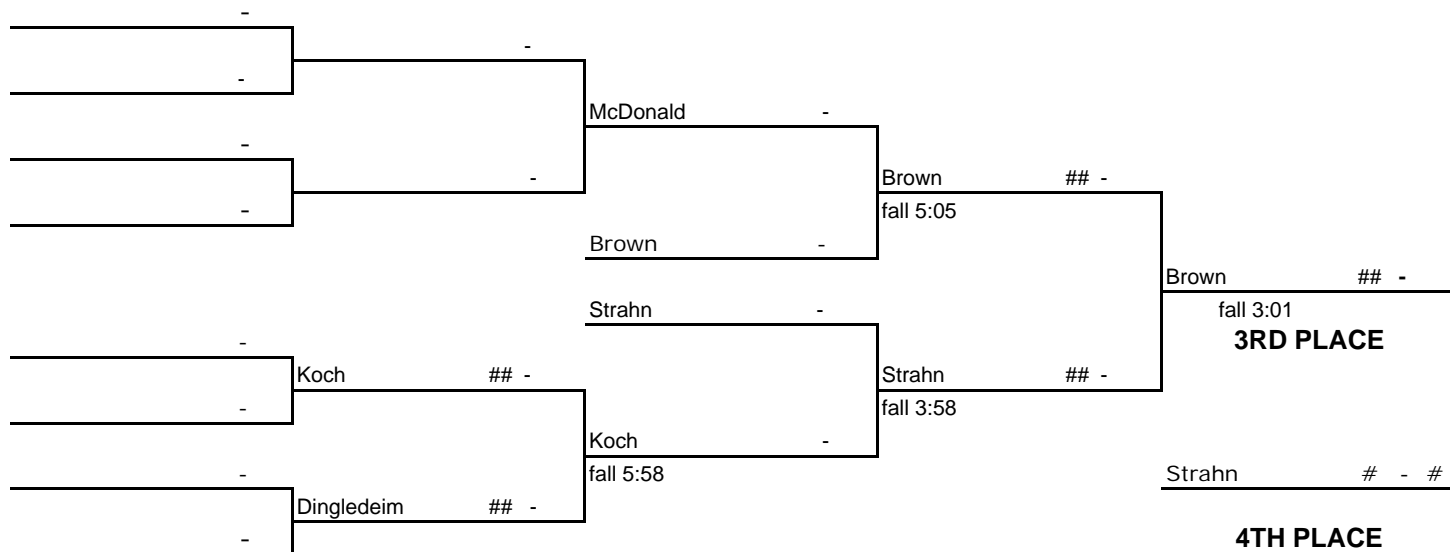 -
-
-
McDonald -
-
Brown ## -
-
fall 5:05
-
Brown -
Brown ## -
Strahn -
fall 3:01
3RD PLACE
-
Koch ## -
Strahn ## -
fall 3:58
-
Koch -
fall 5:58
-
Strahn # - #
Dingledeim ## -
-
4TH PLACE